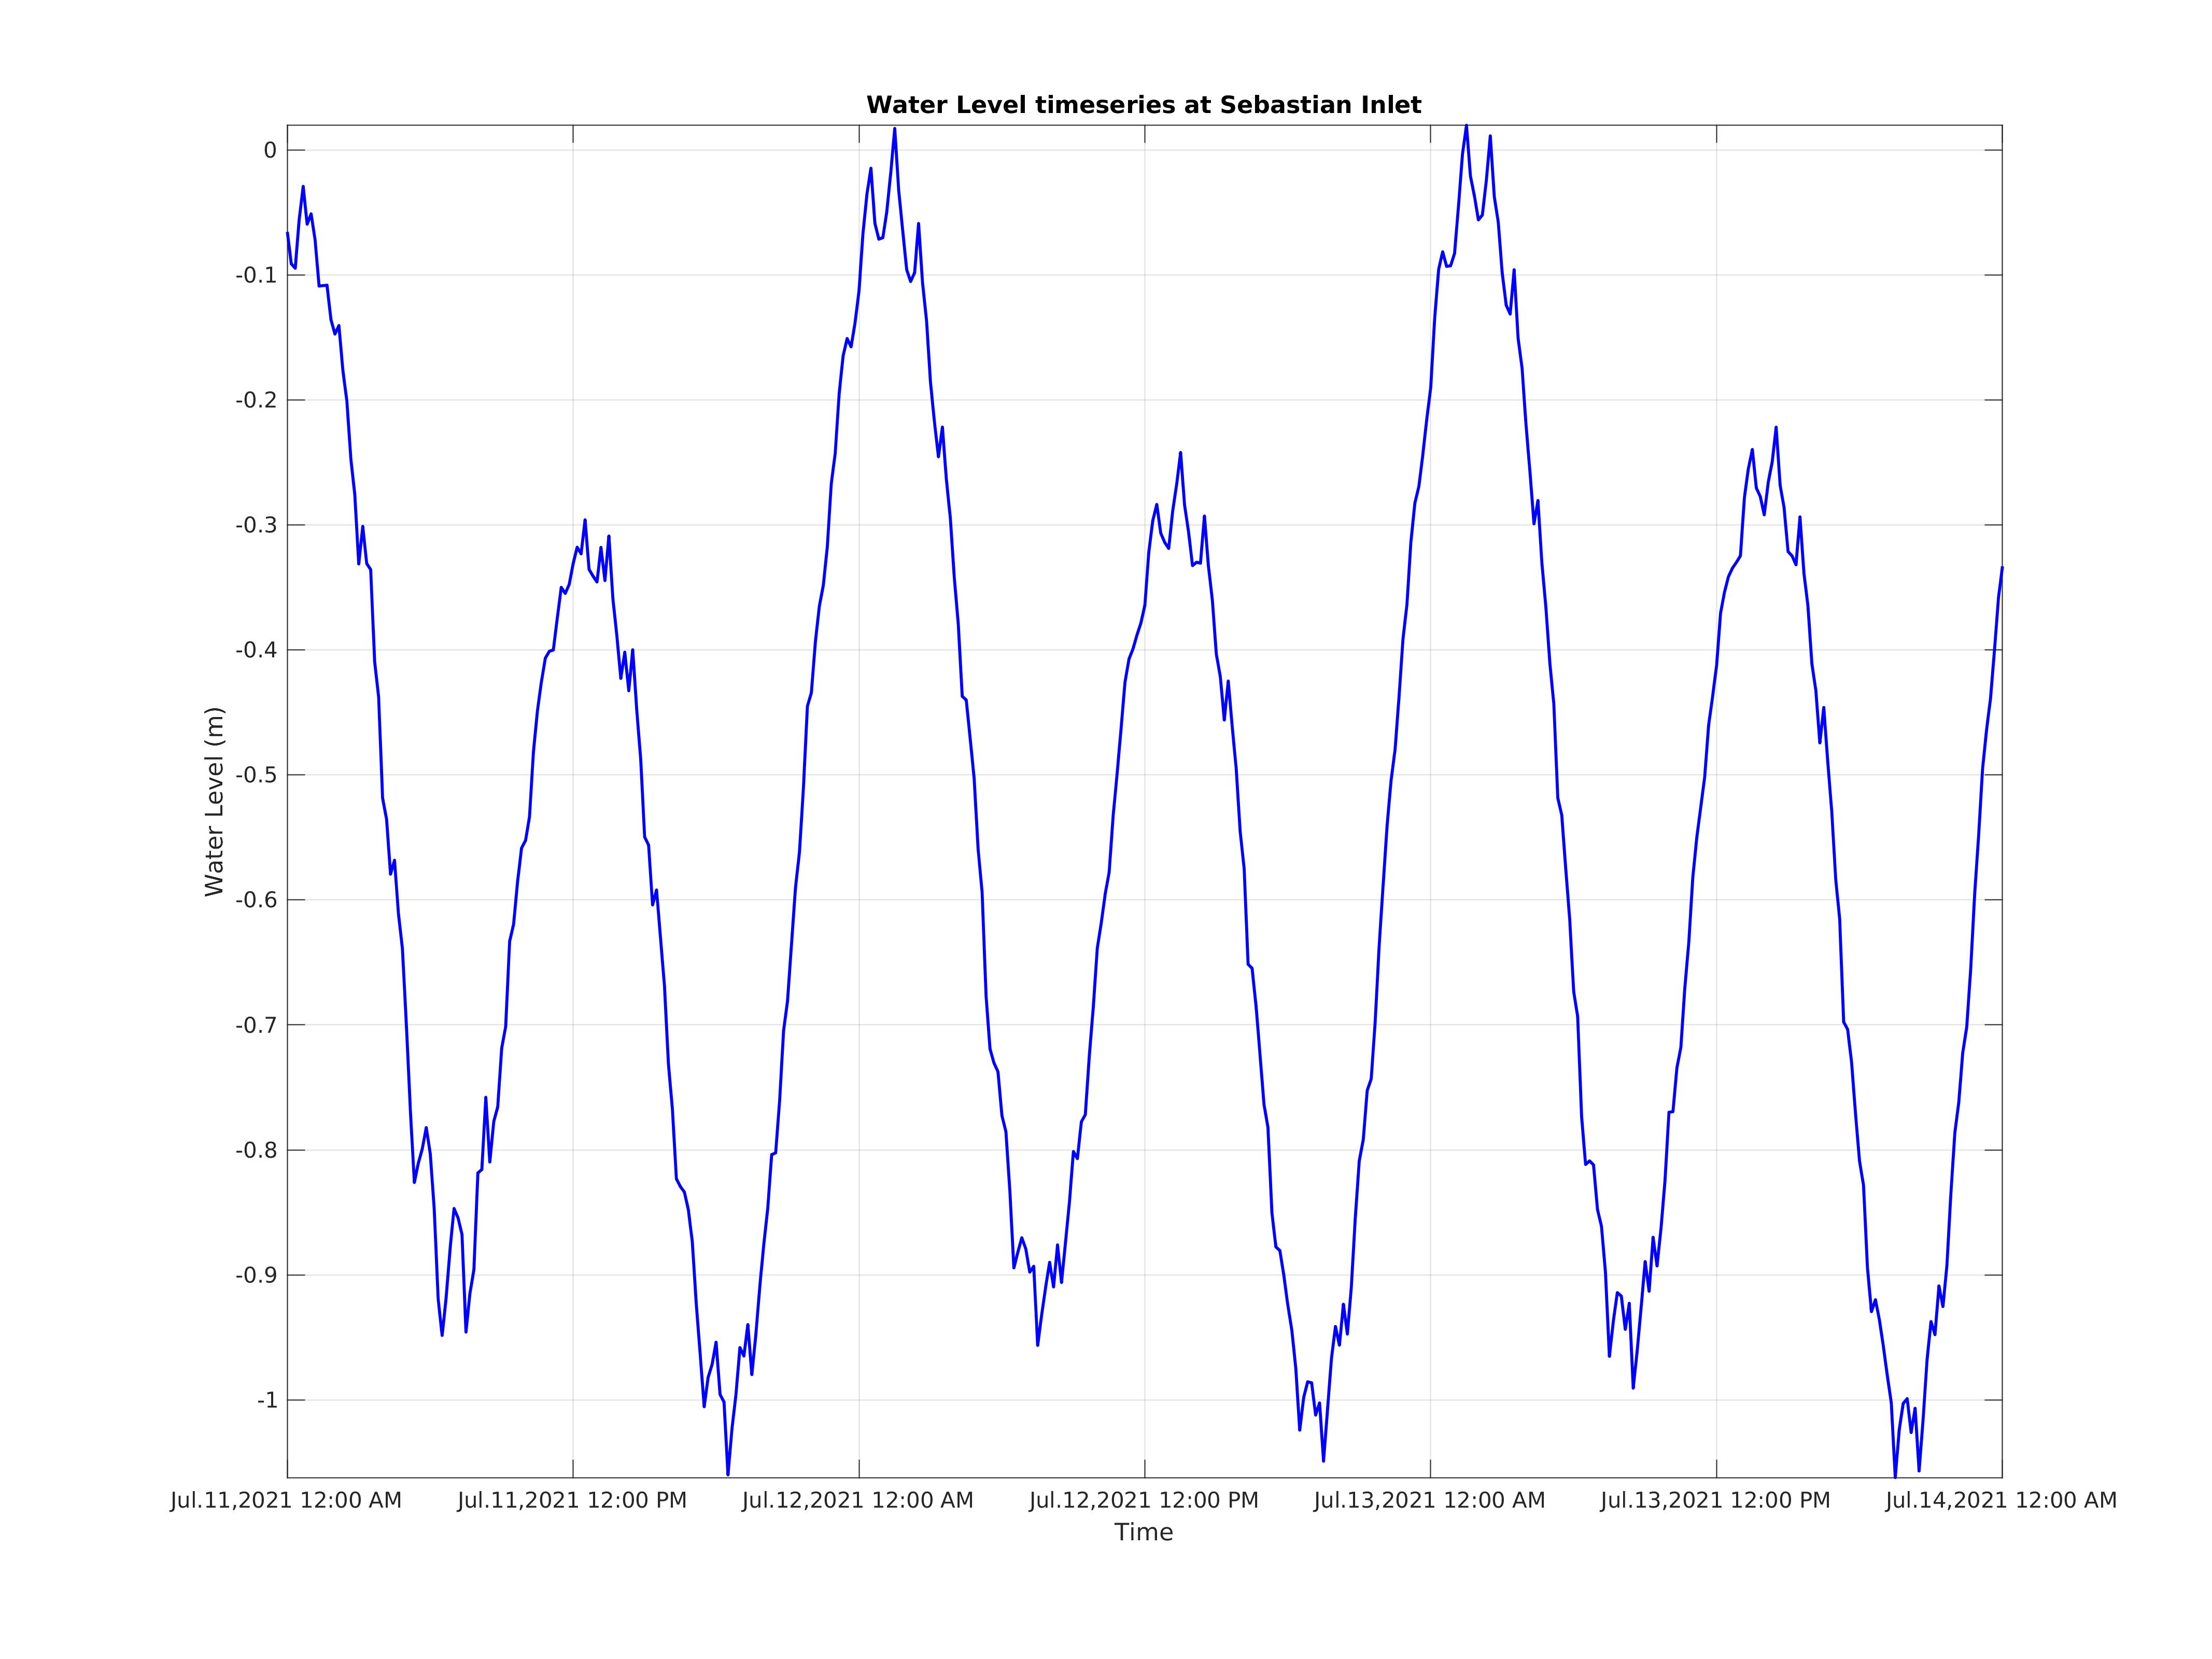 Water Level timeseries at Sebastian Inlet
0
-0.1
-0.2
-0.3
-0.4
-0.5
-0.6
-0.7
-0.8
-0.9
-1
Water Level (m)
Jul.11,2021 12:00 AM Jul.11,2021 12:00 PM Jul.12,2021 12:00 AM Jul.12,2021 12:00 PM Jul.13,2021 12:00 AM Jul.13,2021 12:00 PM Jul.14,2021 12:00 AM
Time